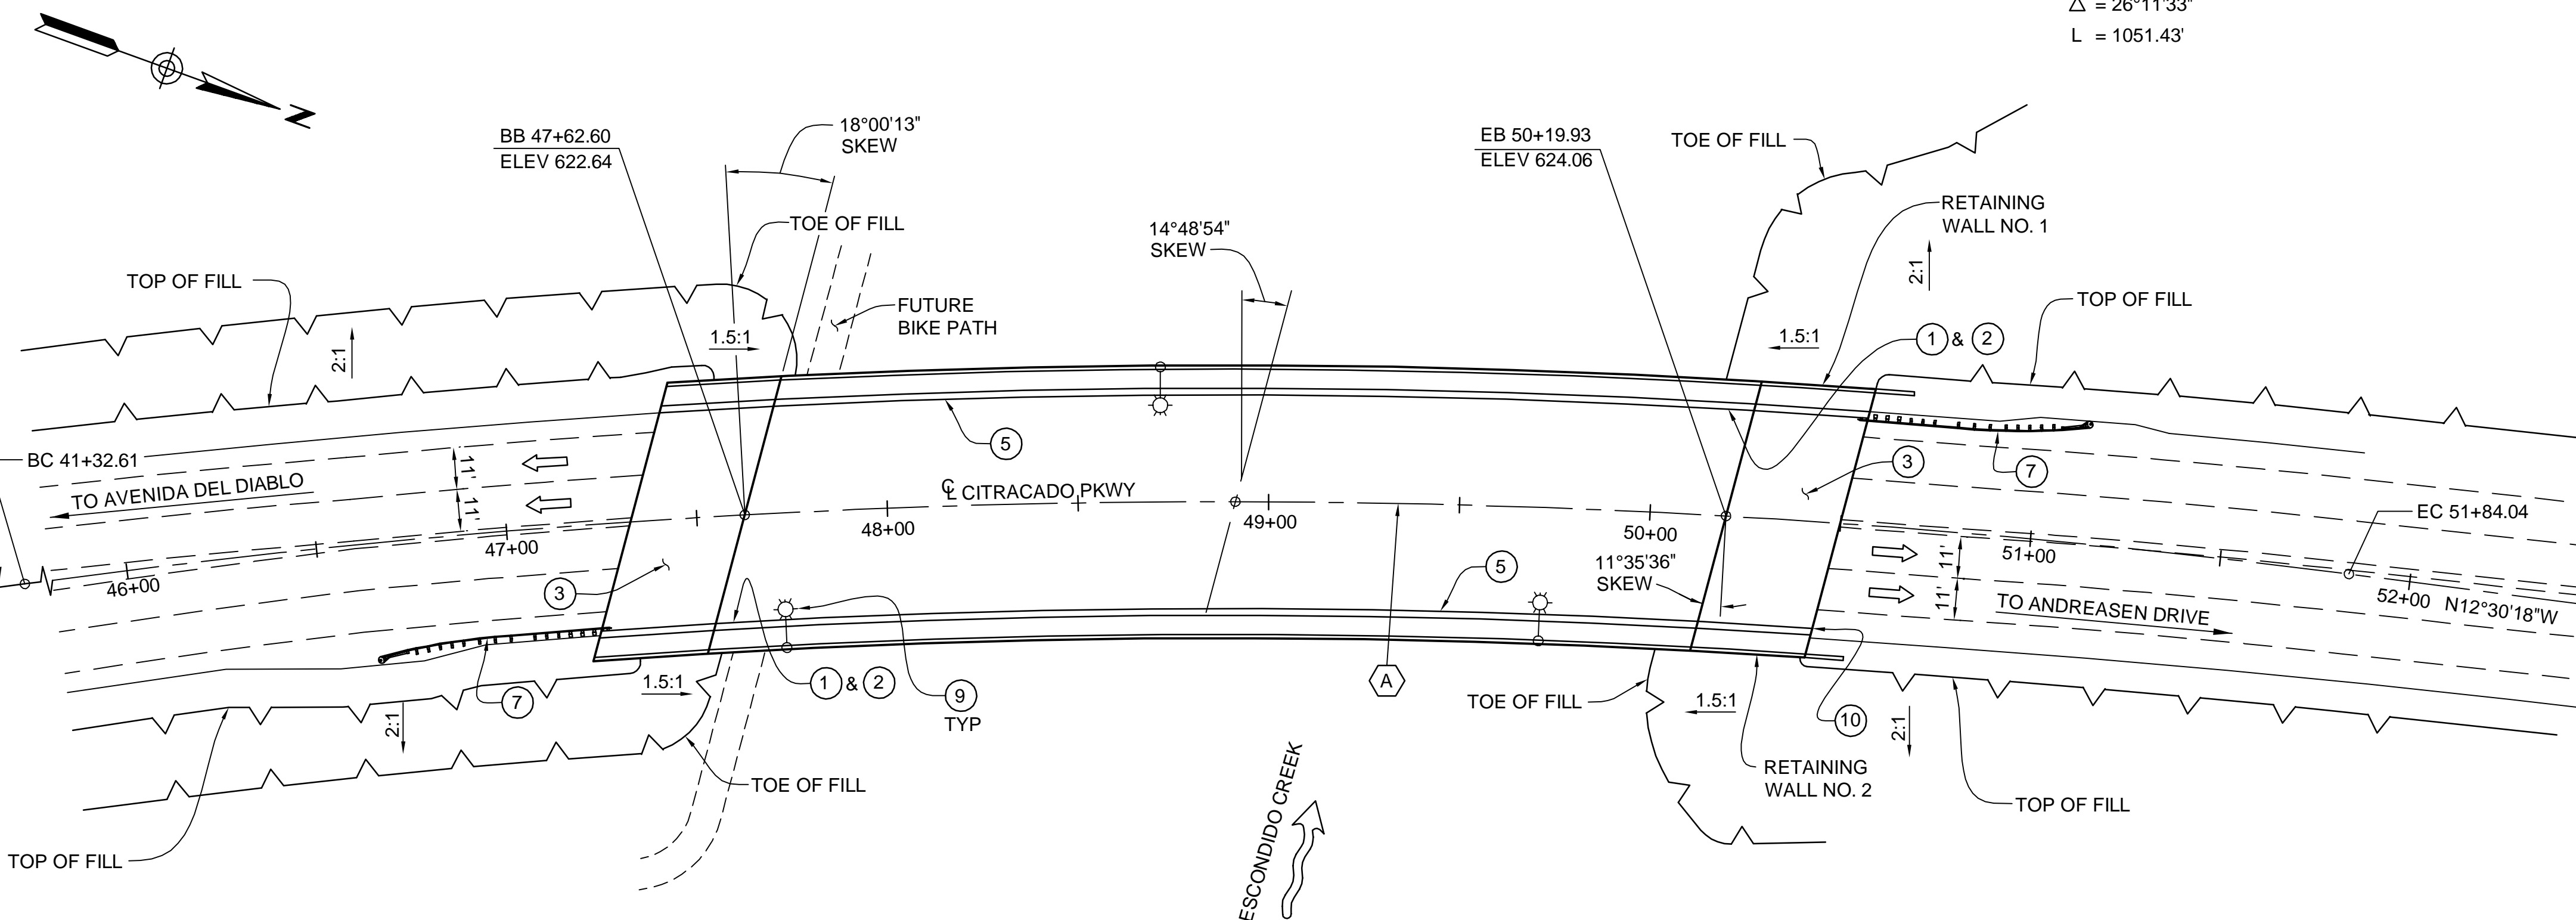 Δ = 26°11'33"
L = 1051.43'
N
BB 47+62.60
ELEV 622.64
18°00'13"
SKEW
EB 50+19.93
ELEV 624.06
TOE OF FILL
RETAINING
WALL NO. 1
TOE OF FILL
14°48'54"
SKEW
2:1
TOP OF FILL
TOP OF FILL
FUTURE
BIKE PATH
1.5:1
2:1
1.5:1
1 & 2
5
BC 41+32.61
11'
11'
TO AVENIDA DEL DIABLO
℄ CITRACADO PKWY
3
7
EC 51+84.04
46+00
47+00
48+00
49+00
50+00
51+00
52+00
N12°30'18"W
11°35'36"
SKEW
11'
11'
TO ANDREASEN DRIVE
3
5
1.5:1
1 & 2
9
TYP
7
A
TOE OF FILL
1.5:1
10
2:1
2:1
TOE OF FILL
RETAINING
WALL NO. 2
TOP OF FILL
TOP OF FILL
ESCONDIDO CREEK